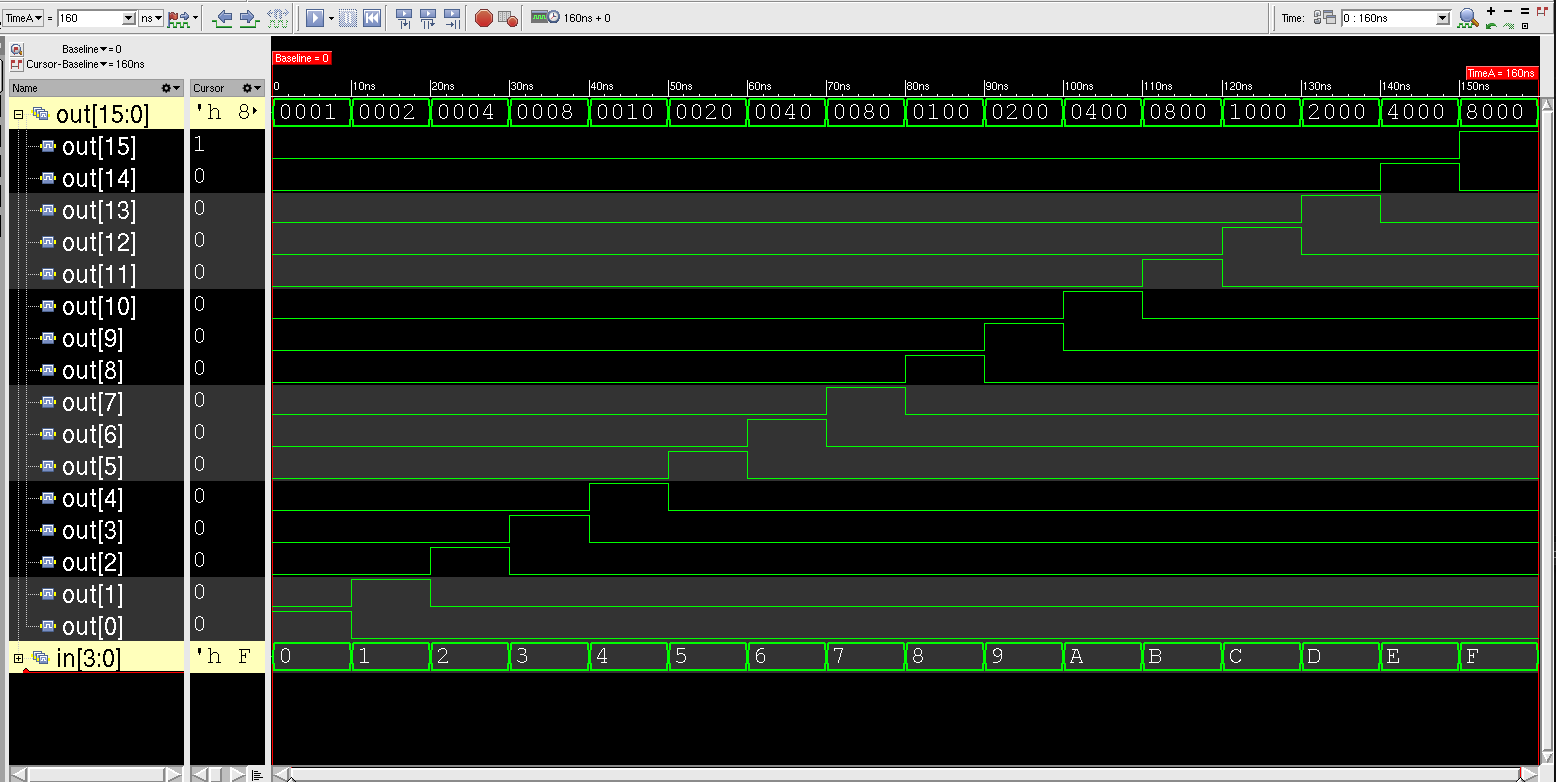 TimeA = 160 ns 160ns + 0 Time: 0 : 160ns
Baseline = 0
Cursor-Baseline = 160ns
Baseline = 0
TimeA = 160ns
Name Cursor 0 10ns 20ns 30ns 40ns 50ns 60ns 70ns 80ns 90ns 100ns 110ns 120ns 130ns 140ns 150ns
out[15:0] 'h 8 0001 0002 0004 0008 0010 0020 0040 0080 0100 0200 0400 0800 1000 2000 4000 8000
out[15] 1
out[14] 0
out[13] 0
out[12] 0
out[11] 0
out[10] 0
out[9] 0
out[8] 0
out[7] 0
out[6] 0
out[5] 0
out[4] 0
out[3] 0
out[2] 0
out[1] 0
out[0] 0
in[3:0] 'h F 0 1 2 3 4 5 6 7 8 9 A B C D E F